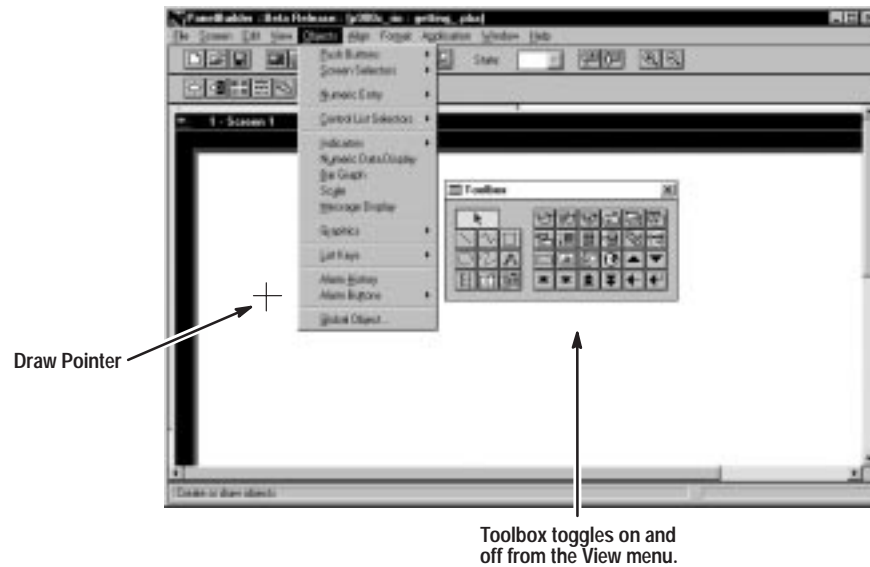 PanelBuilder - Beta Release -
File Screen Edit View Objects Align Format Application Window Help
State:
1 - Screen 1
Push Buttons
Screen Selectors
Numeric Entry
Control List Selectors
Indicators
Numeric Data Display
Bar Graph
Scale
Message Display
Graphics
List Keys
Alarm History
Alarm Buttons
Global Object...
Toolbox
Draw Pointer
Create or draw objects
Toolbox toggles on and
off from the View menu.